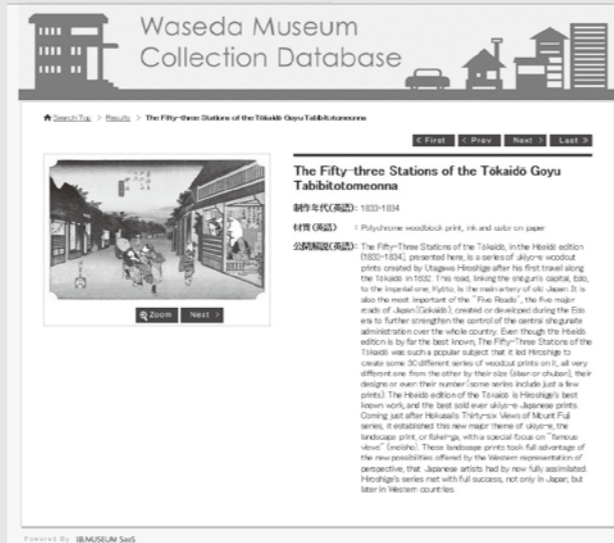 Waseda Museum
Collection Database
Search Top > Results > The Fifty-three Stations of the Tōkaidō Goyu Tabibitotomeonna
< First < Prev Next > Last >
The Fifty-three Stations of the Tōkaidō Goyu
Tabibitotomeonna
制作年代(英語): 1833-1834
材質(英語) : Polychrome woodblock print, ink and color on paper
公開解説(英語): The Fifty-Three Stations of the Tōkaidō, in the Hōeidō edition
(1833-1834), presented here, is a series of ukiyo-e woodcut
prints created by Utagawa Hiroshige after his first travel along
the Tōkaidō in 1832. This road, linking the shōgun's capital, Edo,
to the imperial one, Kyōto, is the main artery of old Japan. It is
also the most important of the "Five Roads", the five major
roads of Japan (Gokaidō), created or developed during the Edo
era to further strengthen the control of the central shogunate
administration over the whole country. Even though the Hōeidō
edition is by far the best known, The Fifty-Three Stations of the
Tōkaidō was such a popular subject that it led Hiroshige to
create some 30 different series of woodcut prints on it, all very
different one from the other by their size (ōban or chuban), their
designs or even their number (some series include just a few
prints). The Hōeidō edition of the Tōkaidō is Hiroshige's best
known work, and the best sold ever ukiyo-e Japanese prints.
Coming just after Hokusai's Thirty-six Views of Mount Fuji
series, it established this new major theme of ukiyo-e, the
landscape print, or fūkei-ga, with a special focus on "famous
views" (meisho). These landscape prints took full advantage of
the new possibilities offered by the Western representation of
perspective, that Japanese artists had by now fully assimilated.
Hiroshige's series met with full success, not only in Japan, but
later in Western countries.
Zoom Next >
Powered By I.B.MUSEUM SaaS